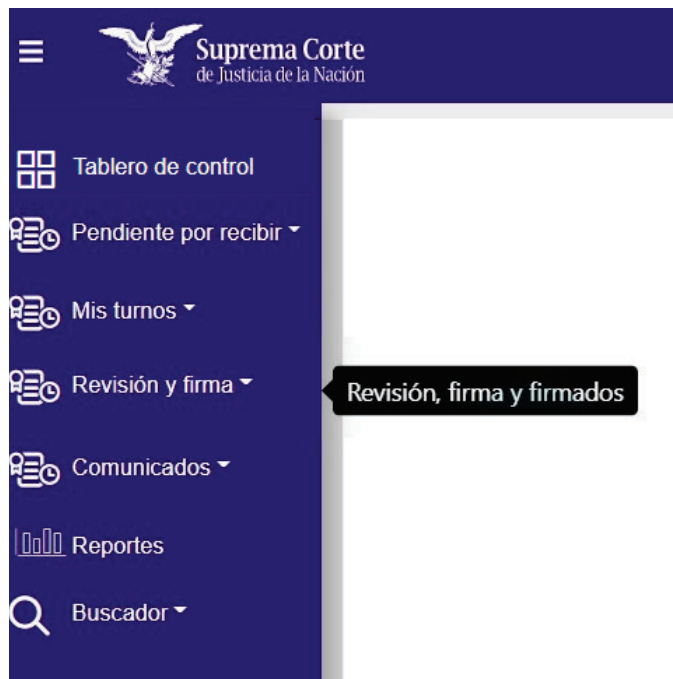 Suprema Corte
de Justicia de la Nación
Tablero de control
Pendiente por recibir
Mis turnos
Revisión y firma
Revisión, firma y firmados
Comunicados
Reportes
Buscador